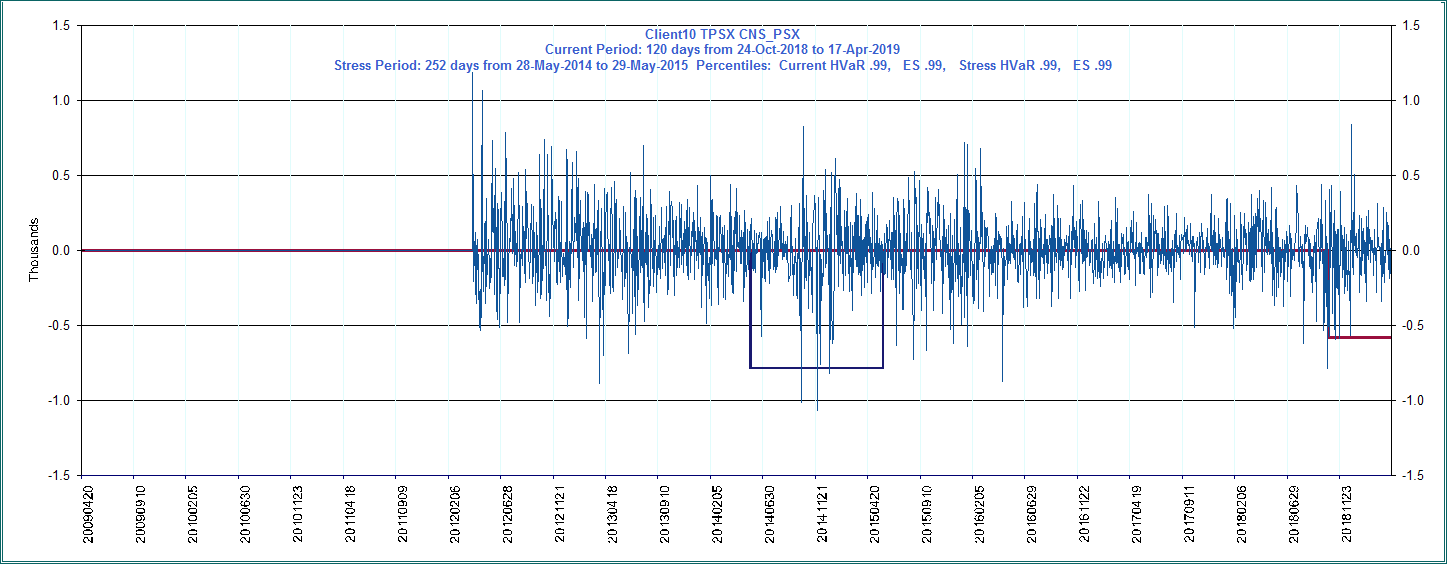 Client10 TPSX CNS_PSX
Current Period: 120 days from 24-Oct-2018 to 17-Apr-2019
Stress Period: 252 days from 28-May-2014 to 29-May-2015  Percentiles:  Current HVaR .99,   ES .99,   Stress HVaR .99,   ES .99
1.5 1.5
1.0 1.0
0.5 0.5
0.0 0.0
-0.5 -0.5
-1.0 -1.0
-1.5 -1.5
Thousands
20090420 20090910 20100205 20100630 20101123 20110418 20110909 20120206 20120628 20121121 20130418 20130910 20140205 20140630 20141121 20150420 20150910 20160205 20160629 20161122 20170419 20170911 20180206 20180629 20181123